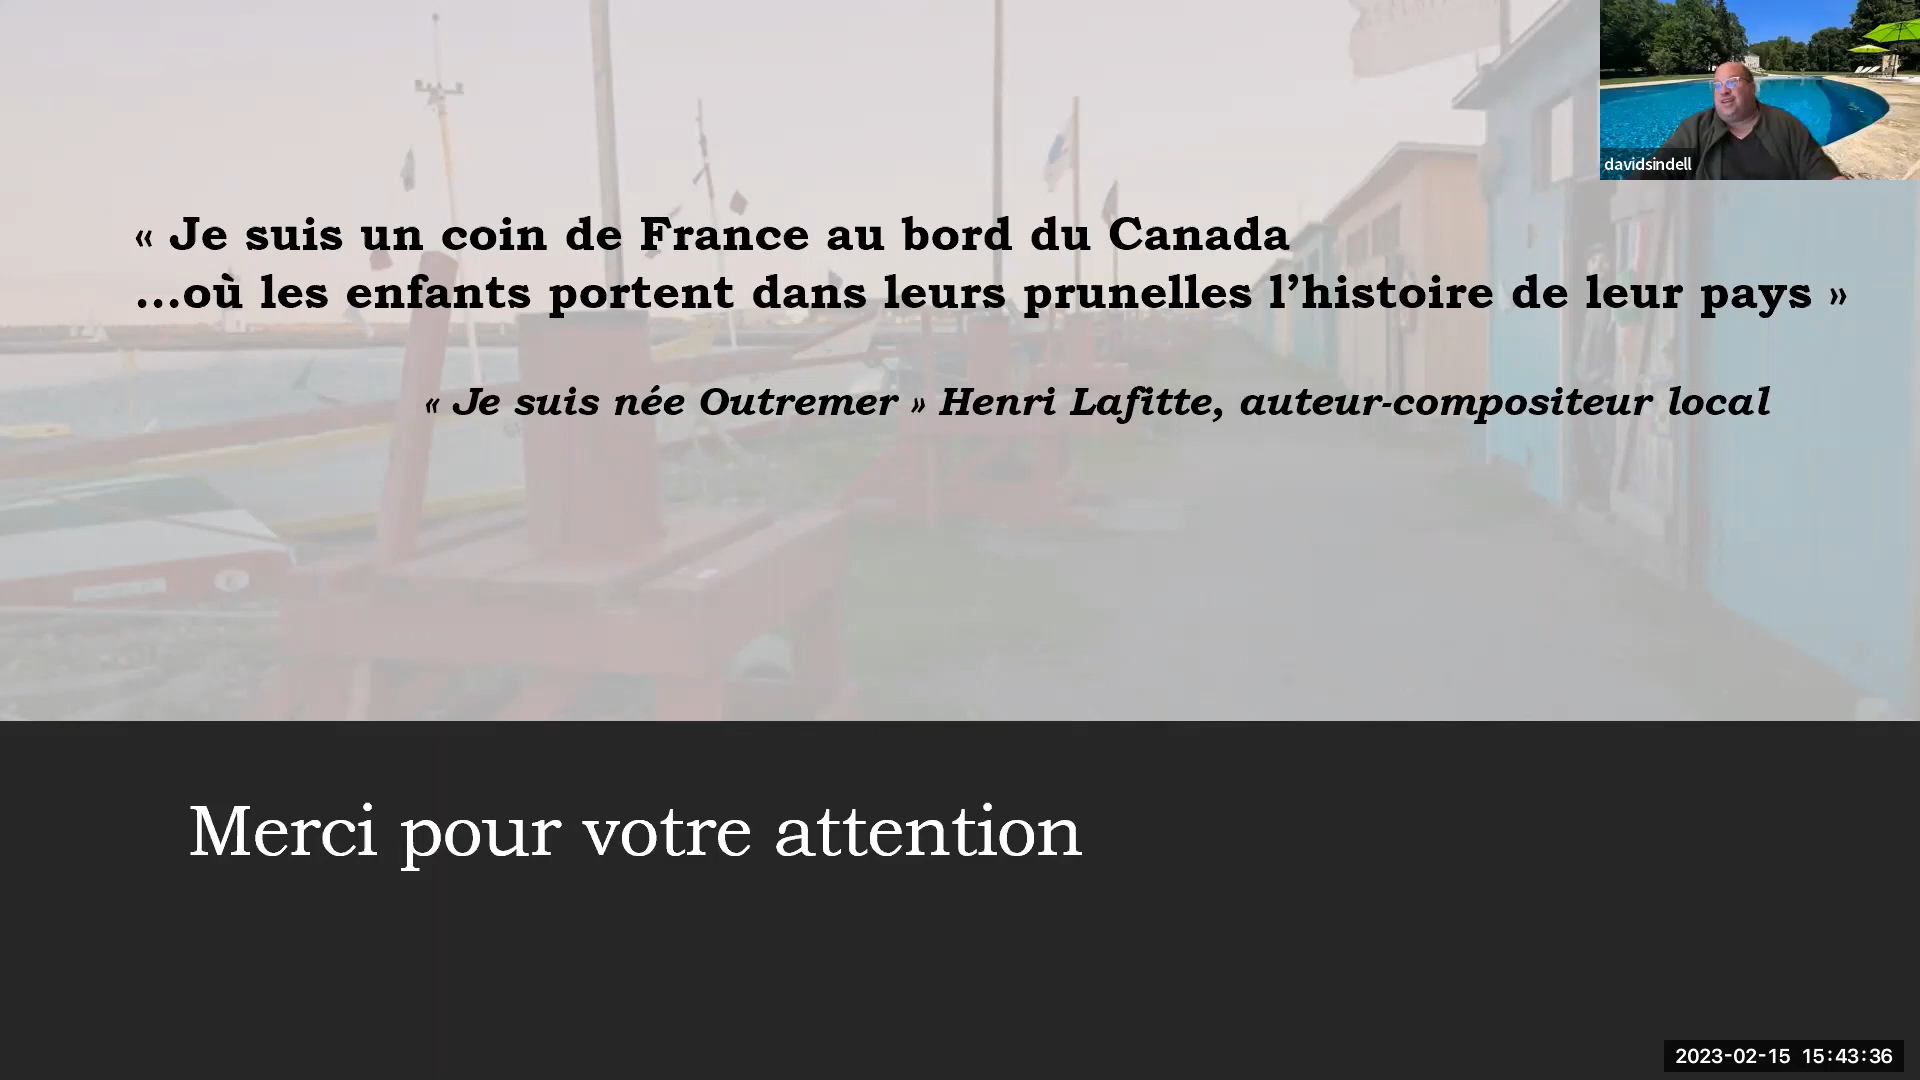 davidsindell
« Je suis un coin de France au bord du Canada
…où les enfants portent dans leurs prunelles l’histoire de leur pays »
« Je suis née Outremer » Henri Lafitte, auteur-compositeur local
Merci pour votre attention
2023-02-15 15:43:36